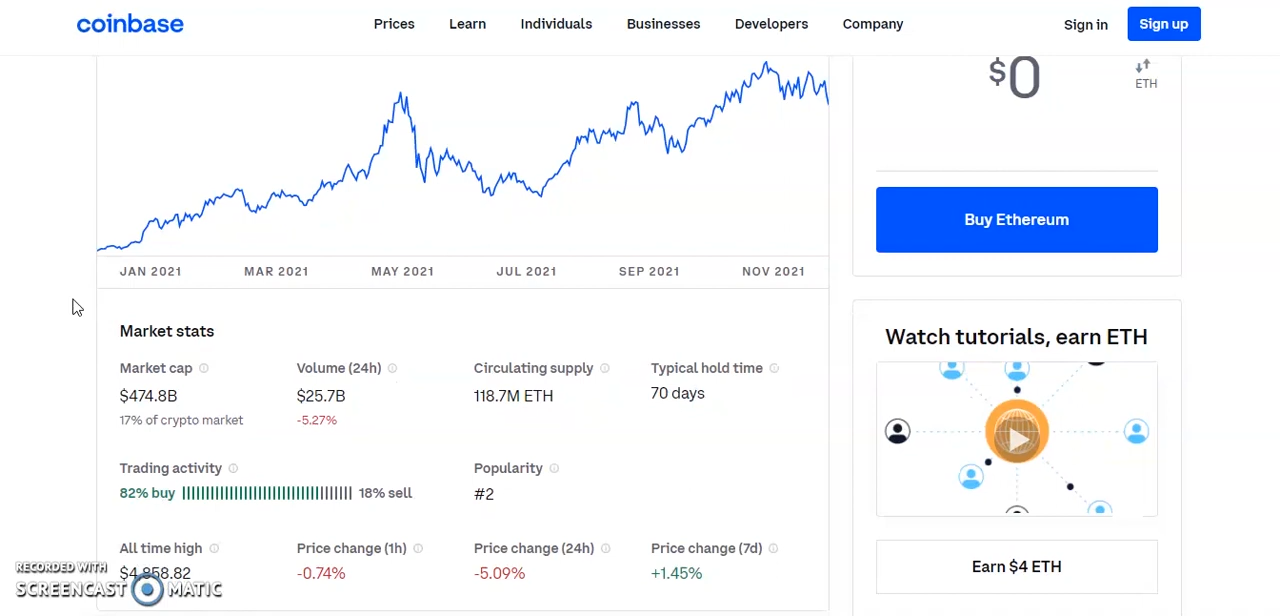 coinbase
Prices Learn Individuals Businesses Developers Company
Sign in Sign up
$0
ETH
Buy Ethereum
JAN 2021 MAR 2021 MAY 2021 JUL 2021 SEP 2021 NOV 2021
Market stats
Market cap Volume (24h) Circulating supply Typical hold time
$474.8B $25.7B 118.7M ETH 70 days
17% of crypto market -5.27%
Trading activity Popularity
82% buy 18% sell #2
All time high Price change (1h) Price change (24h) Price change (7d)
$4,858.82 -0.74% -5.09% +1.45%
Watch tutorials, earn ETH
Earn $4 ETH
RECORDED WITH
SCREENCAST MATIC